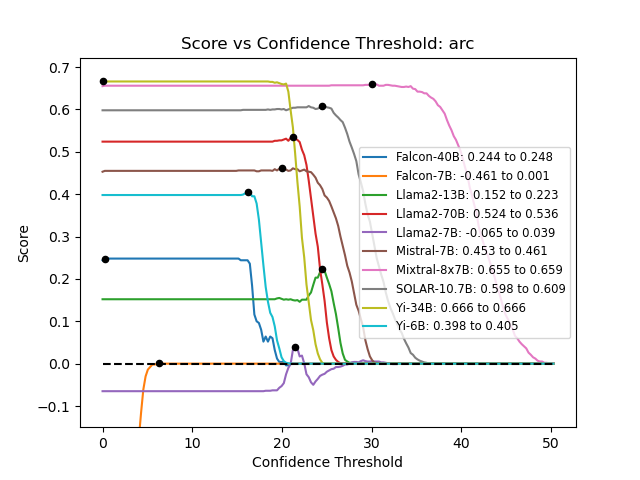 Score vs Confidence Threshold: arc
Score
0.7
0.6
0.5
0.4
0.3
0.2
0.1
0.0
−0.1
Falcon-40B: 0.244 to 0.248
Falcon-7B: -0.461 to 0.001
Llama2-13B: 0.152 to 0.223
Llama2-70B: 0.524 to 0.536
Llama2-7B: -0.065 to 0.039
Mistral-7B: 0.453 to 0.461
Mixtral-8x7B: 0.655 to 0.659
SOLAR-10.7B: 0.598 to 0.609
Yi-34B: 0.666 to 0.666
Yi-6B: 0.398 to 0.405
0 10 20 30 40 50
Confidence Threshold